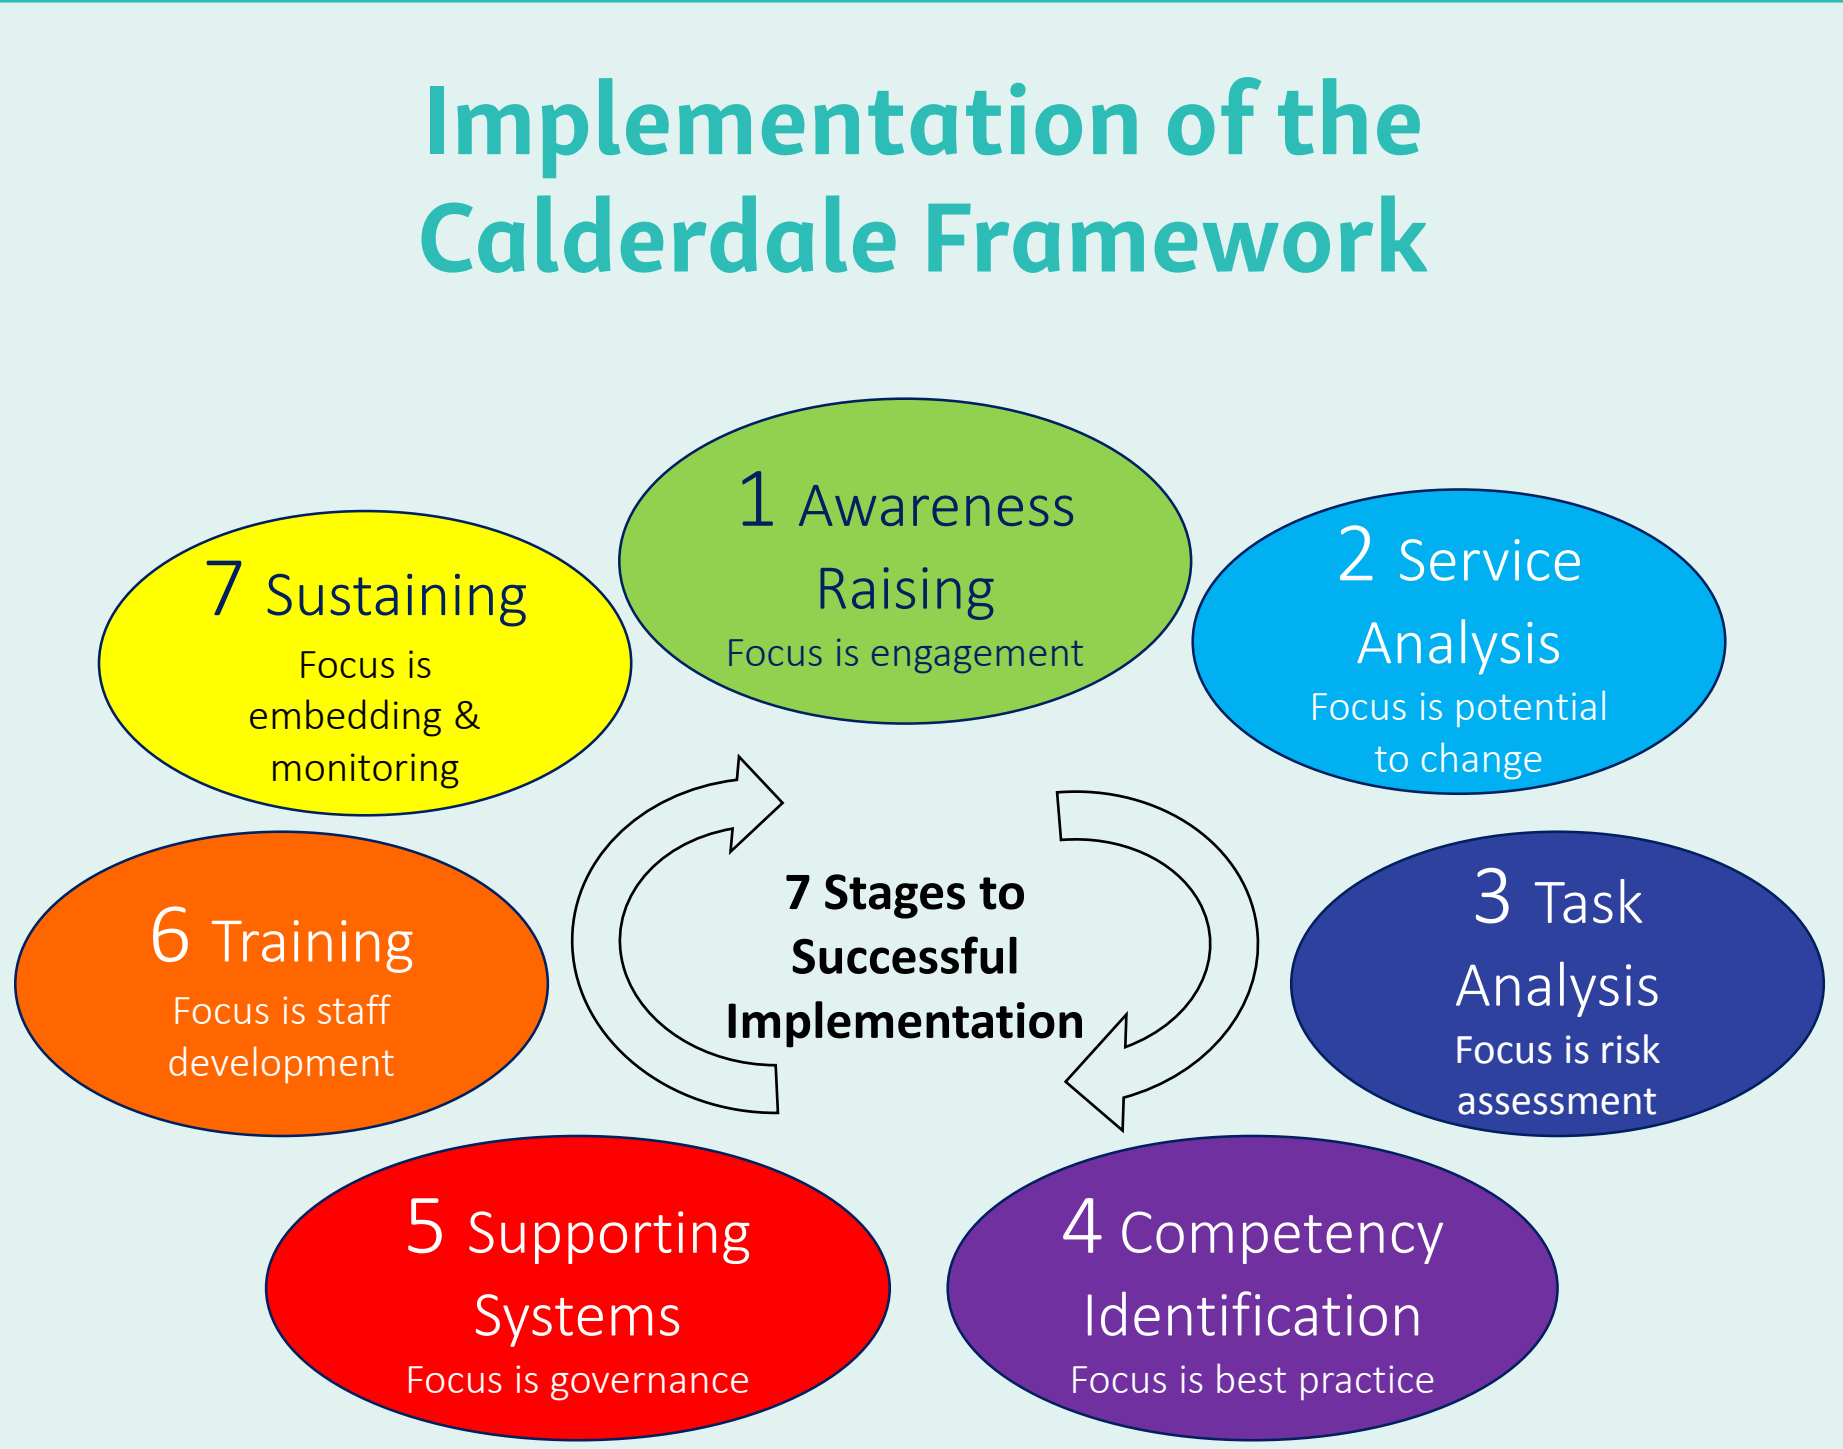 Implementation of the
Calderdale Framework
1 Awareness
Raising
Focus is engagement
2 Service
Analysis
Focus is potential
to change
3 Task
Analysis
Focus is risk
assessment
4 Competency
Identification
Focus is best practice
5 Supporting
Systems
Focus is governance
6 Training
Focus is staff
development
7 Sustaining
Focus is
embedding &
monitoring
7 Stages to
Successful
Implementation